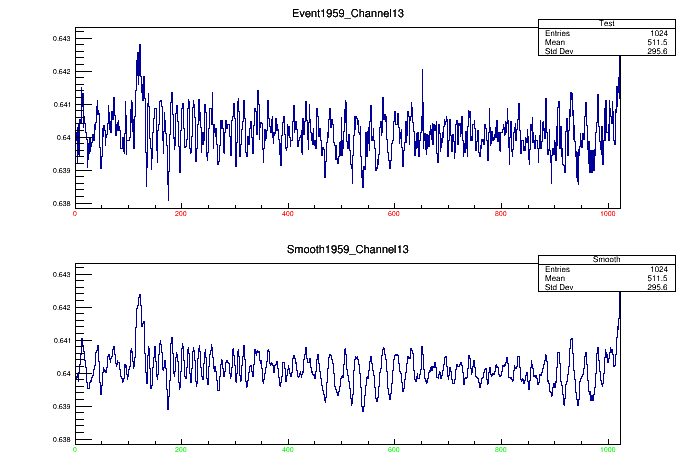 Event1959_Channel13
Test
Entries 1024
Mean 511.5
Std Dev 295.6
0.643
0.642
0.641
0.64
0.639
0.638
0 200 400 600 800 1000
Smooth1959_Channel13
Smooth
Entries 1024
Mean 511.5
Std Dev 295.6
0.643
0.642
0.641
0.64
0.639
0.638
0 200 400 600 800 1000